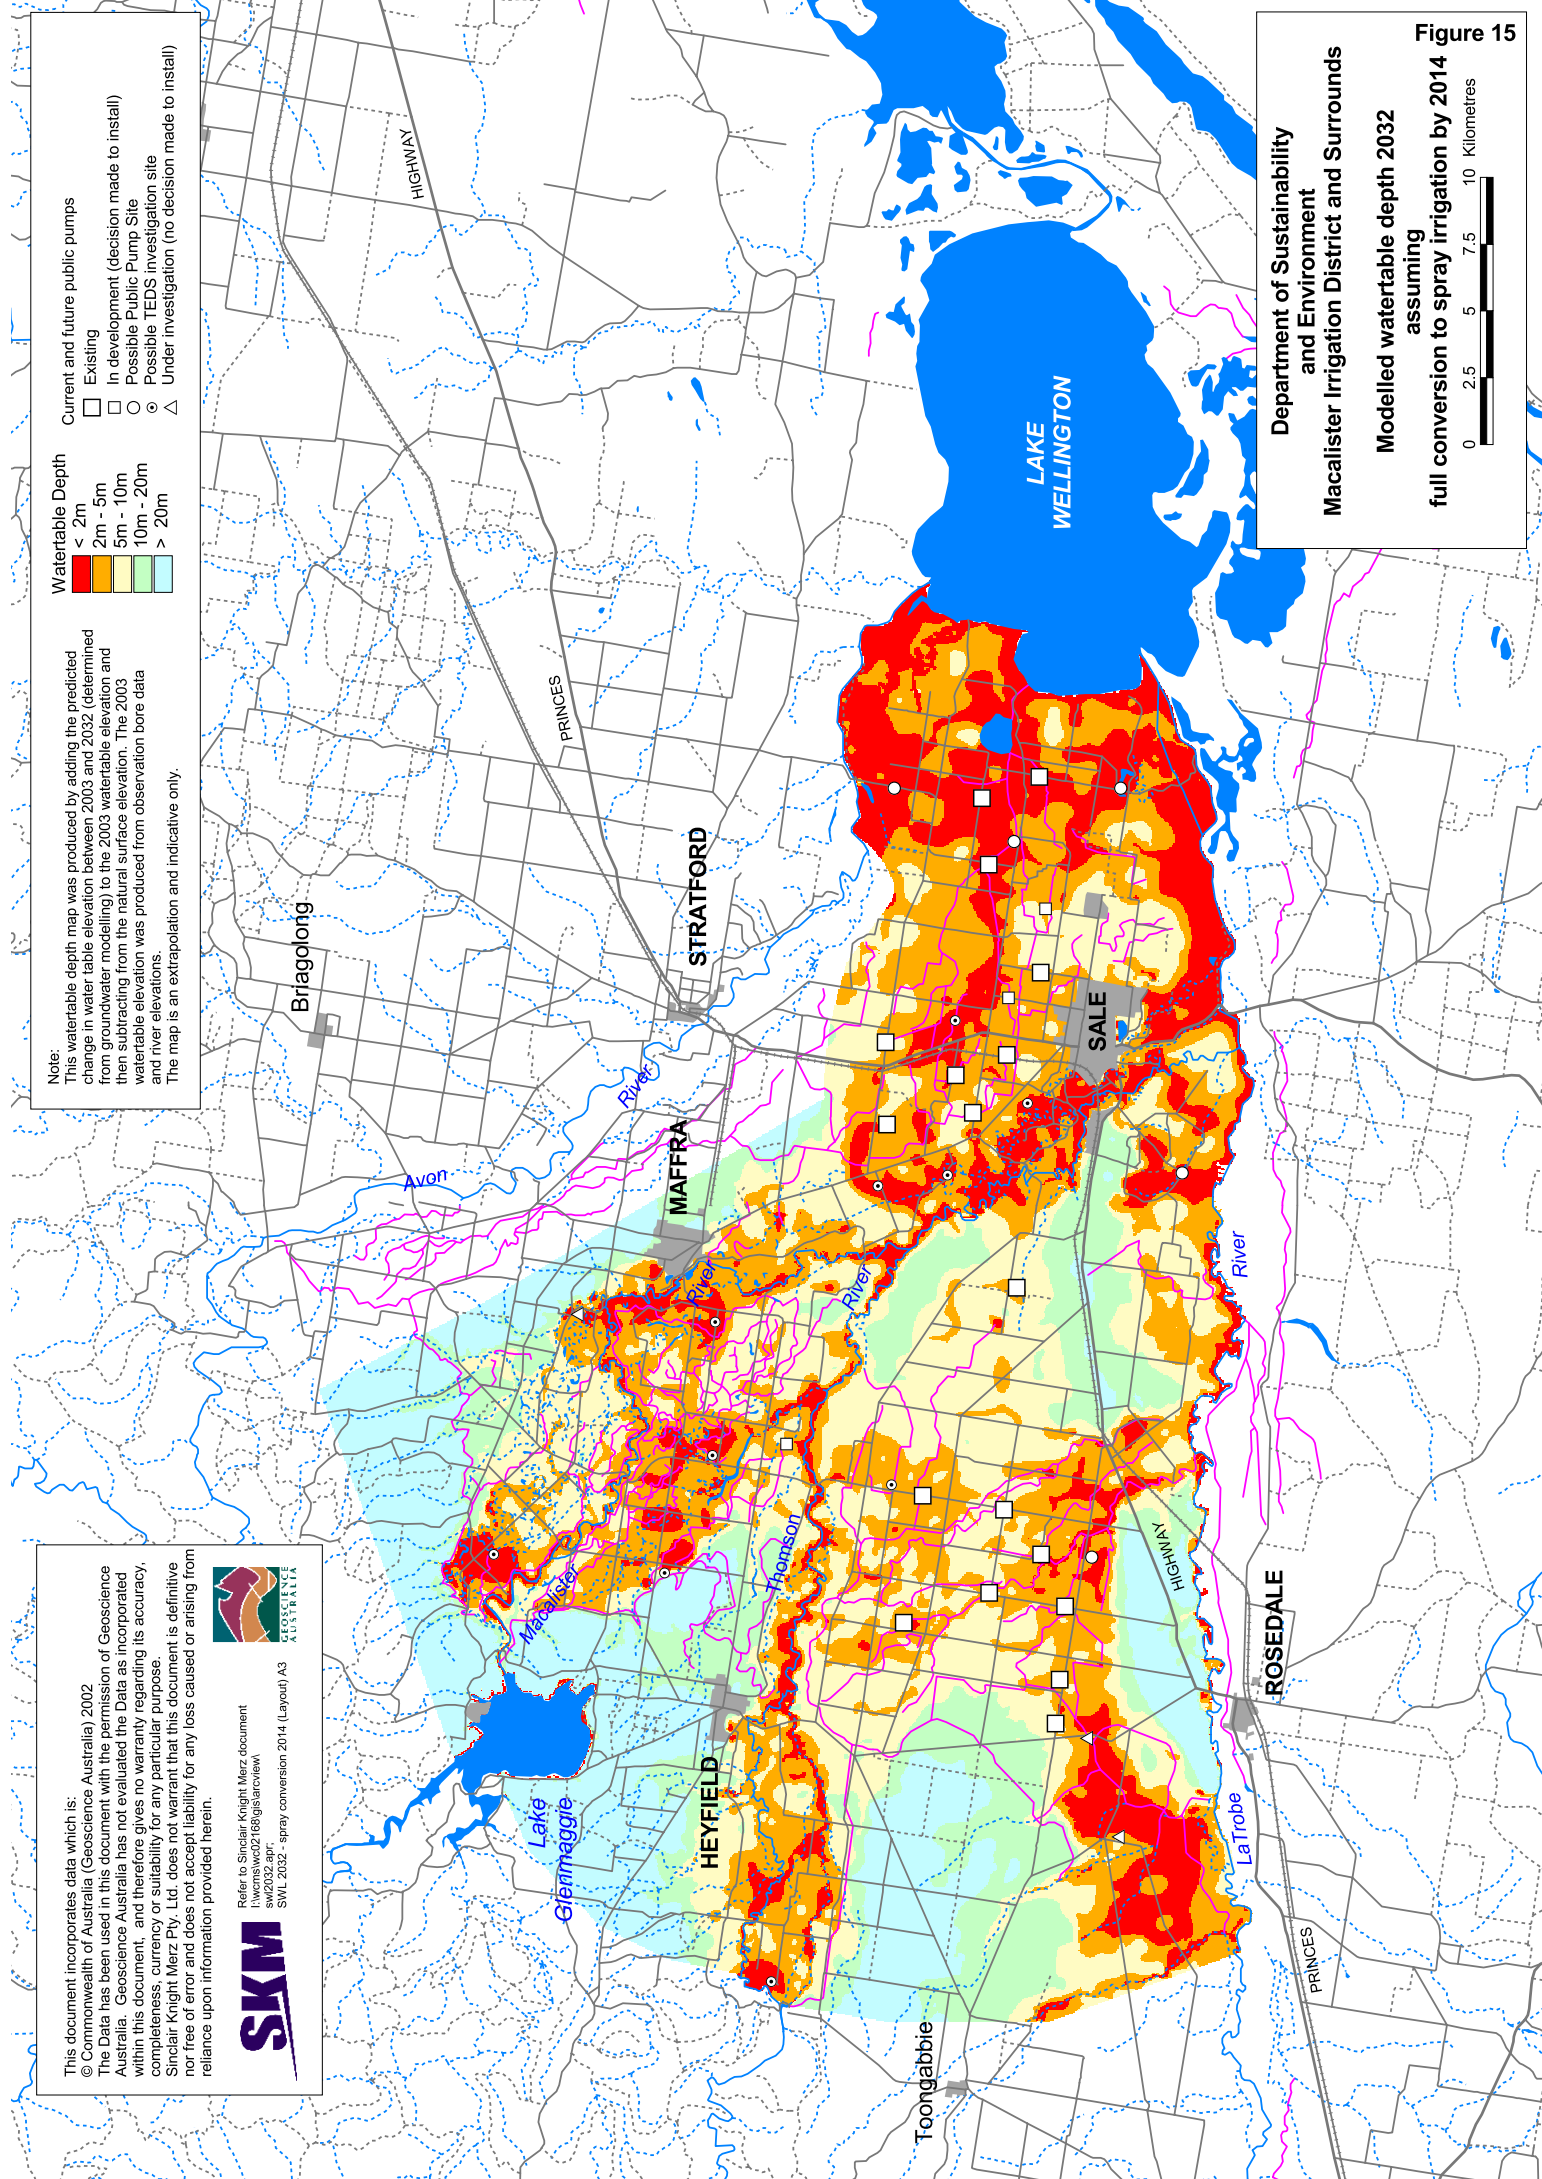 This document incorporates data which is:
© Commonwealth of Australia (Geoscience Australia) 2002
The Data has been used in this document with the permission of Geoscience
Australia. Geoscience Australia has not evaluated the Data as incorporated
within this document, and therefore gives no warranty regarding its accuracy,
completeness, currency or suitability for any particular purpose.
Sinclair Knight Merz Pty. Ltd. does not warrant that this document is definitive
nor free of error and does not accept liability for any loss caused or arising from
reliance upon information provided herein.
SKM
Refer to Sinclair Knight Merz document
I:\wcms\wc02168\gis\arcview\
swl2032.apr;
SWL 2032 - spray conversion 2014 (Layout) A3
GEOSCIENCE
AUSTRALIA
Note:
This watertable depth map was produced by adding the predicted
change in water table elevation between 2003 and 2032 (determined
from groundwater modelling) to the 2003 watertable elevation and
then subtracting from the natural surface elevation. The 2003
watertable elevation was produced from observation bore data
and river elevations.
The map is an extrapolation and indicative only.
Watertable Depth
< 2m
2m - 5m
5m - 10m
10m - 20m
> 20m
Current and future public pumps
Existing
In development (decision made to install)
Possible Public Pump Site
Possible TEDS investigation site
Under investigation (no decision made to install)
Briagolong
HIGHWAY
PRINCES
Avon
River
STRATFORD
MAFFRA
Lake
Glenmaggie
Macalister
River
HEYFIELD
Thomson
River
Toongabbie
SALE
LAKE
WELLINGTON
HIGHWAY
LaTrobe
River
ROSEDALE
PRINCES
Figure 15
Department of Sustainability
and Environment
Macalister Irrigation District and Surrounds
Modelled watertable depth 2032
assuming
full conversion to spray irrigation by 2014
0 2.5 5 7.5 10 Kilometres